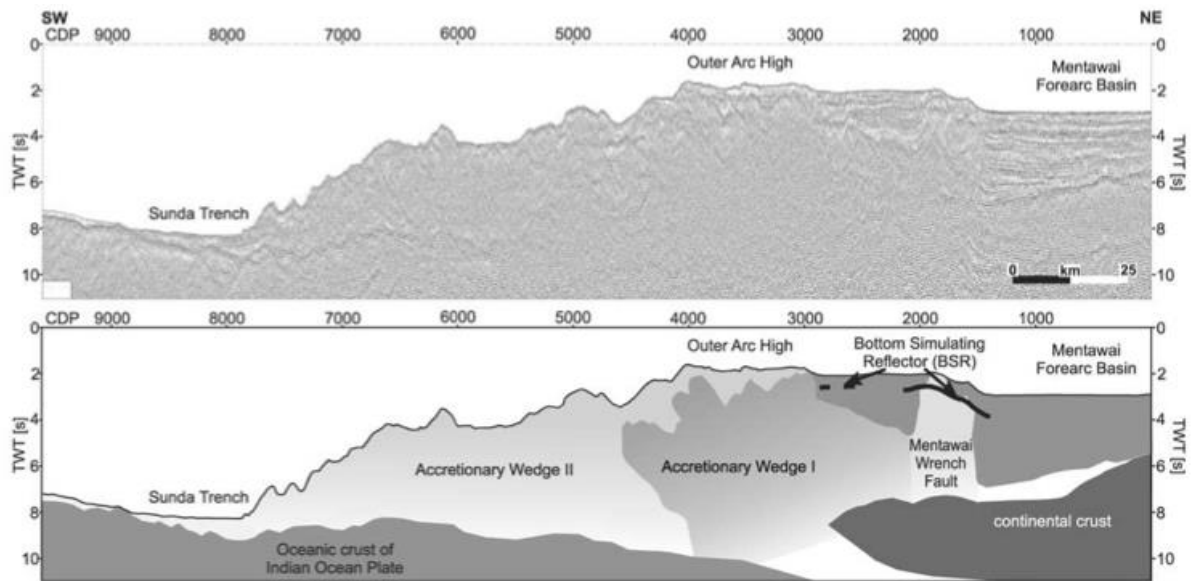 SW NE
CDP 9000 8000 7000 6000 5000 4000 3000 2000 1000
0 0
Outer Arc High
Mentawai
Forearc Basin
2 2
4 4
TWT [s] TWT [s]
6 6
Sunda Trench
8 8
0 km 25
10 10
CDP 9000 8000 7000 6000 5000 4000 3000 2000 1000
0 0
Outer Arc High
Bottom Simulating
Reflector (BSR)
Mentawai
Forearc Basin
2 2
4 4
TWT [s] TWT [s]
Accretionary Wedge II
Accretionary Wedge I
Mentawai
Wrench
Fault
6 6
Sunda Trench
8 8
continental crust
Oceanic crust of
Indian Ocean Plate
10 10